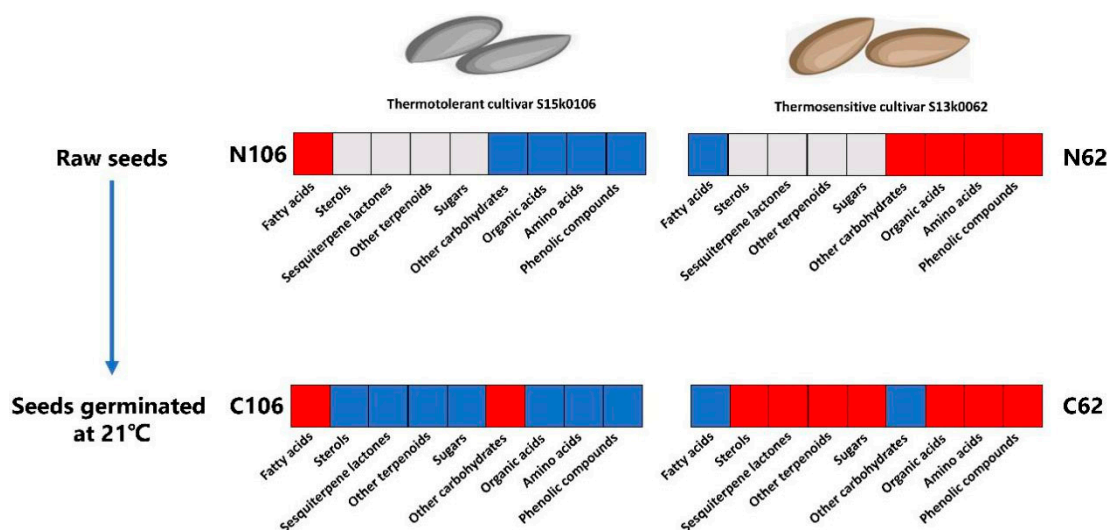 Thermotolerant cultivar S15k0106
Thermosensitive cultivar S13k0062
Raw seeds
N106
N62
Fatty acids
Sterols
Sesquiterpene lactones
Other terpenoids
Sugars
Other carbohydrates
Organic acids
Amino acids
Phenolic compounds
Fatty acids
Sterols
Sesquiterpene lactones
Other terpenoids
Sugars
Other carbohydrates
Organic acids
Amino acids
Phenolic compounds
Seeds germinated
at 21℃
C106
C62
Fatty acids
Sterols
Sesquiterpene lactones
Other terpenoids
Sugars
Other carbohydrates
Organic acids
Amino acids
Phenolic compounds
Fatty acids
Sterols
Sesquiterpene lactones
Other terpenoids
Sugars
Other carbohydrates
Organic acids
Amino acids
Phenolic compounds